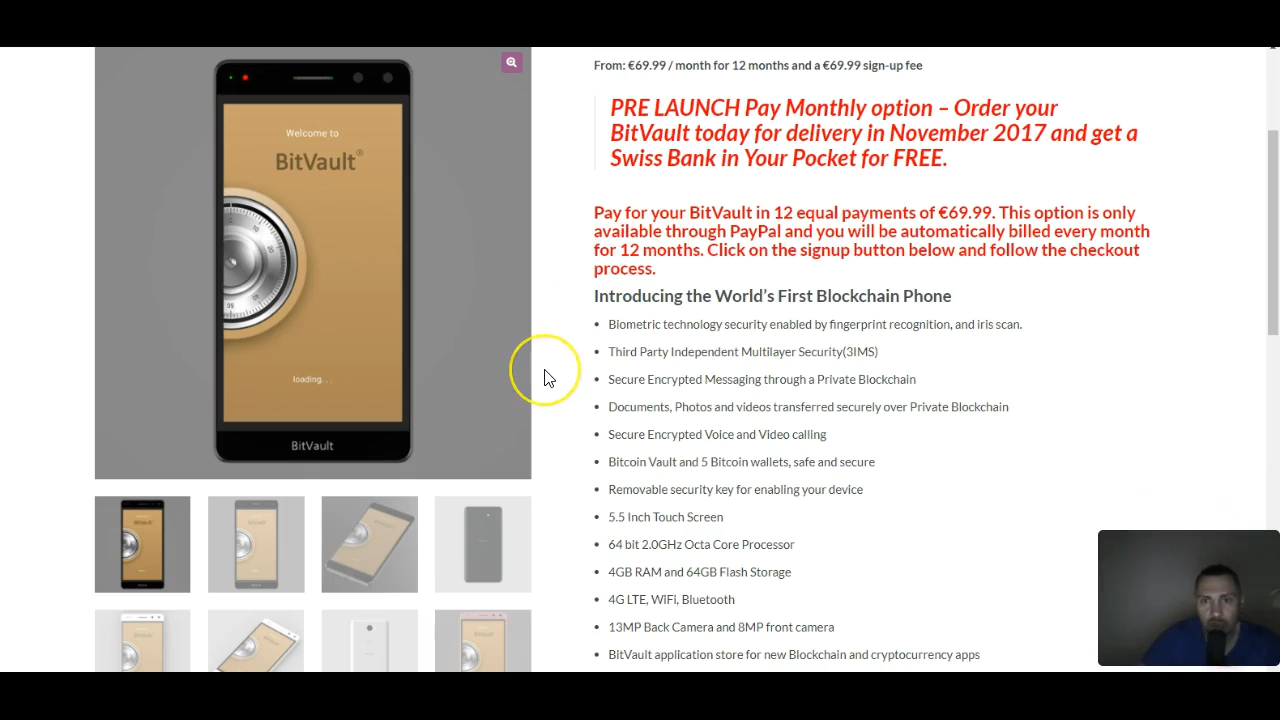 From: €69.99 / month for 12 months and a €69.99 sign-up fee
PRE LAUNCH Pay Monthly option – Order your
BitVault today for delivery in November 2017 and get a
Swiss Bank in Your Pocket for FREE.
Pay for your BitVault in 12 equal payments of €69.99. This option is only
available through PayPal and you will be automatically billed every month
for 12 months. Click on the signup button below and follow the checkout
process.
Introducing the World's First Blockchain Phone
• Biometric technology security enabled by fingerprint recognition, and iris scan.
• Third Party Independent Multilayer Security(3IMS)
• Secure Encrypted Messaging through a Private Blockchain
• Documents, Photos and videos transferred securely over Private Blockchain
• Secure Encrypted Voice and Video calling
• Bitcoin Vault and 5 Bitcoin wallets, safe and secure
• Removable security key for enabling your device
• 5.5 Inch Touch Screen
• 64 bit 2.0GHz Octa Core Processor
• 4GB RAM and 64GB Flash Storage
• 4G LTE, WIFI, Bluetooth
• 13MP Back Camera and 8MP front camera
• BitVault application store for new Blockchain and cryptocurrency apps
Welcome to
BitVault®
10
20
loading...
BitVault